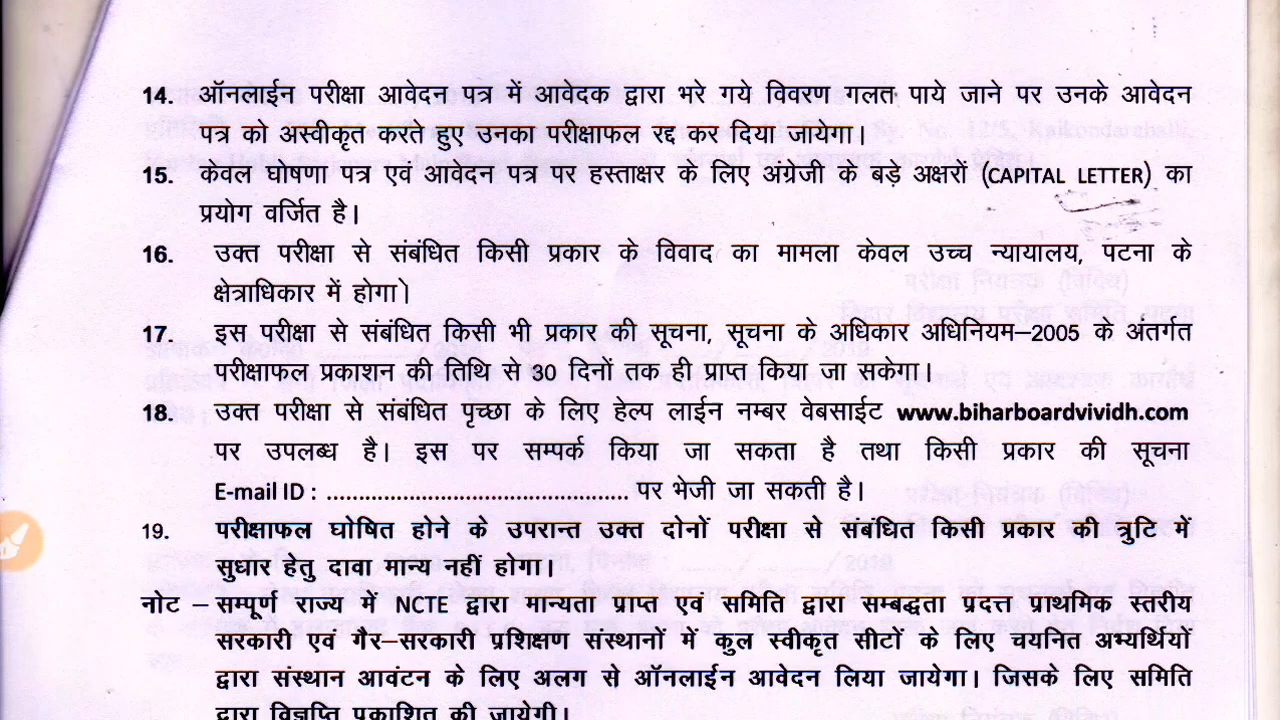 14. ऑनलाईन परीक्षा आवेदन पत्र में आवेदक द्वारा भरे गये विवरण गलत पाये जाने पर उनके आवेदन
पत्र को अस्वीकृत करते हुए उनका परीक्षाफल रद्द कर दिया जायेगा।
15. केवल घोषणा पत्र एवं आवेदन पत्र पर हस्ताक्षर के लिए अंग्रेजी के बड़े अक्षरों (CAPITAL LETTER) का
प्रयोग वर्जित है।
16. उक्त परीक्षा से संबंधित किसी प्रकार के विवाद का मामला केवल उच्च न्यायालय, पटना के
क्षेत्राधिकार में होगा)
17. इस परीक्षा से संबंधित किसी भी प्रकार की सूचना, सूचना के अधिकार अधिनियम–2005 के अंतर्गत
परीक्षाफल प्रकाशन की तिथि से 30 दिनों तक ही प्राप्त किया जा सकेगा।
18. उक्त परीक्षा से संबंधित पृच्छा के लिए हेल्प लाईन नम्बर वेबसाईट www.biharboardvividh.com
पर उपलब्ध है। इस पर सम्पर्क किया जा सकता है तथा किसी प्रकार की सूचना
E-mail ID : ................................................ पर भेजी जा सकती है।
19. परीक्षाफल घोषित होने के उपरान्त उक्त दोनों परीक्षा से संबंधित किसी प्रकार की त्रुटि में
सुधार हेतु दावा मान्य नहीं होगा।
नोट – सम्पूर्ण राज्य में NCTE द्वारा मान्यता प्राप्त एवं समिति द्वारा सम्बद्धता प्रदत्त प्राथमिक स्तरीय
सरकारी एवं गैर–सरकारी प्रशिक्षण संस्थानों में कुल स्वीकृत सीटों के लिए चयनित अभ्यर्थियों
द्वारा संस्थान आवंटन के लिए अलग से ऑनलाईन आवेदन लिया जायेगा। जिसके लिए समिति
द्वारा विज्ञप्ति प्रकाशित की जायेगी।